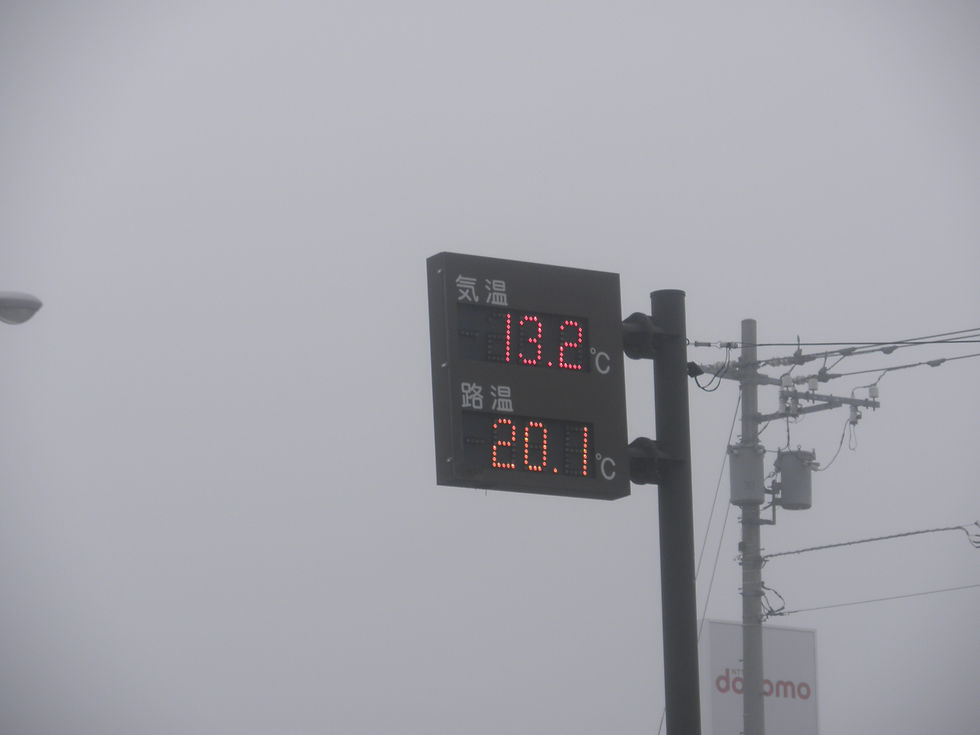 気温
13.2℃
路温
20.1℃
docomo